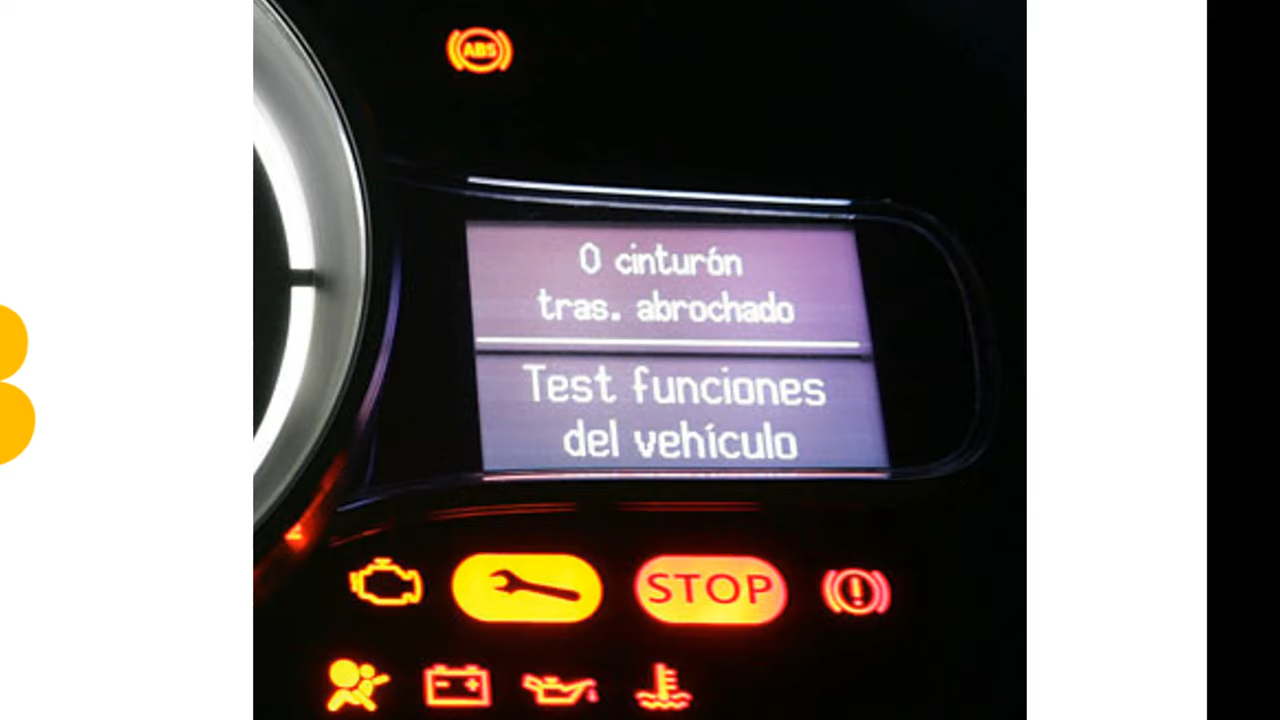 ABS
0 cinturón
tras. abrochado
Test funciones
del vehículo
STOP